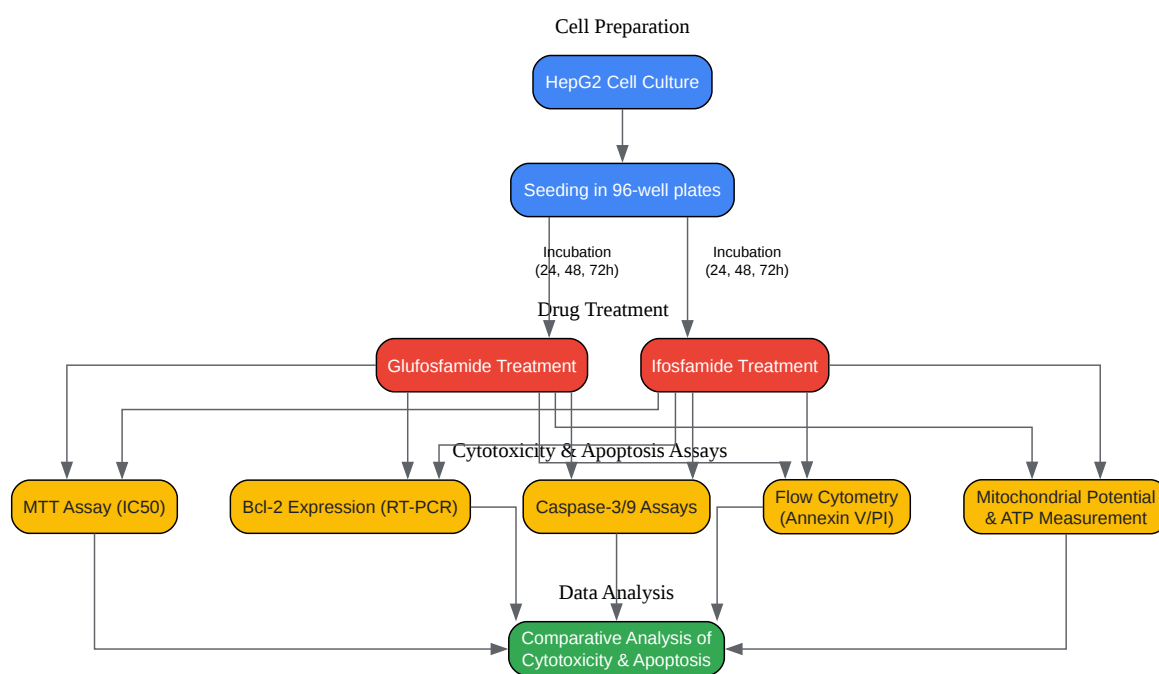 Cell Preparation
HepG2 Cell Culture
Seeding in 96-well plates
Incubation
(24, 48, 72h)
Incubation
(24, 48, 72h)
Drug Treatment
Glufosfamide Treatment
Ifosfamide Treatment
Cytotoxicity & Apoptosis Assays
MTT Assay (IC50)
Bcl-2 Expression (RT-PCR)
Caspase-3/9 Assays
Flow Cytometry
(Annexin V/PI)
Mitochondrial Potential
& ATP Measurement
Data Analysis
Comparative Analysis of
Cytotoxicity & Apoptosis